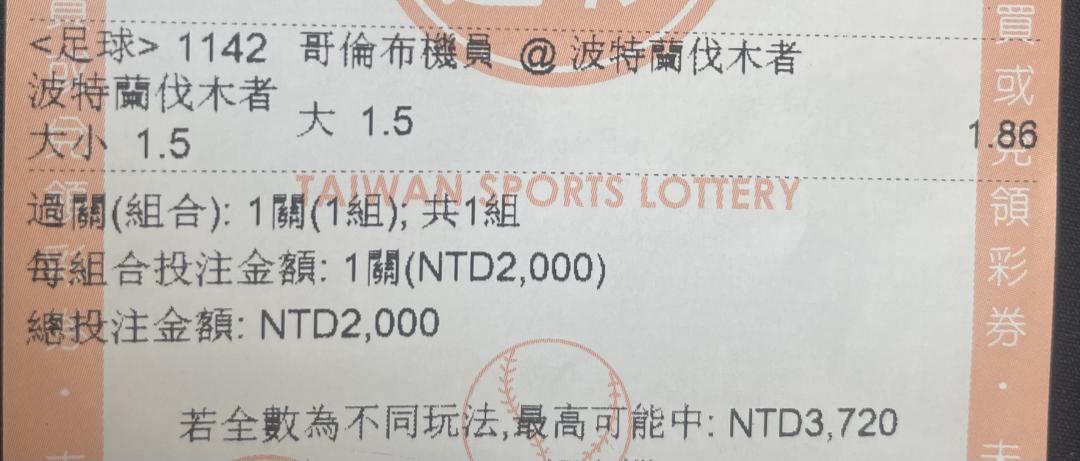 <足球> 1142 哥倫布機員 @ 波特蘭伐木者
波特蘭伐木者
大小 1.5 大 1.5 1.86
TAIWAN SPORTS LOTTERY
過關(組合): 1關(1組); 共1組
每組合投注金額: 1關(NTD2,000)
總投注金額: NTD2,000
若全數為不同玩法,最高可能中: NTD3,720
買或兌領彩券・未